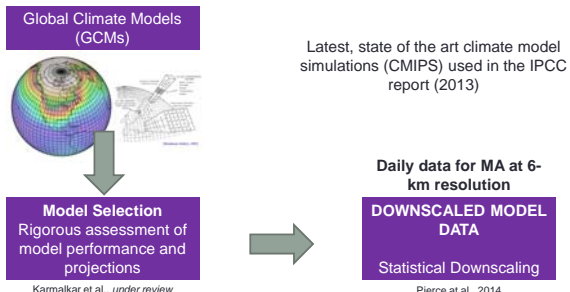 Global Climate Models
(GCMs)
Latest, state of the art climate model
simulations (CMIPS) used in the IPCC
report (2013)
Daily data for MA at 6-
km resolution
Model Selection
Rigorous assessment of
model performance and
projections
DOWNSCALED MODEL
DATA
Statistical Downscaling
Karmalkar et al., under review
Pierce at al., 2014